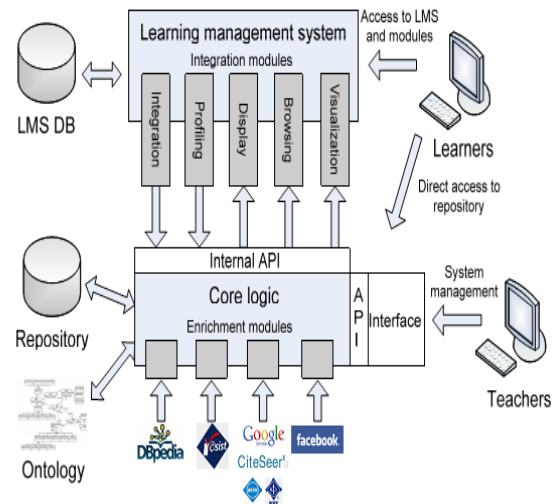 Learning management system
Integration modules
Access to LMS
and modules
LMS DB
Integration
Profiling
Display
Browsing
Visualization
Learners
Direct access to
repository
Internal API
Core logic
Enrichment modules
API
Interface
System
management
Repository
Teachers
Ontology
DBpedia
Google
CiteSeer
facebook